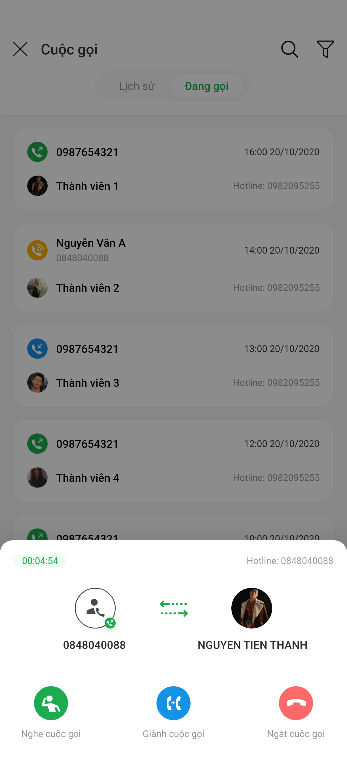 Cuộc gọi
Lịch sử Đang gọi
0987654321 16:00 20/10/2020
Thành viên 1 Hotline: 0982095255
Nguyễn Văn A 14:00 20/10/2020
0848040088
Thành viên 2 Hotline: 0982095255
0987654321 13:00 20/10/2020
Thành viên 3 Hotline: 0982095255
0987654321 12:00 20/10/2020
Thành viên 4 Hotline: 0982095255
0987654321 10:00 20/10/2020
00:04:54 Hotline: 0848040088
0848040088 NGUYEN TIEN THANH
Nghe cuộc gọi Giành cuộc gọi Ngắt cuộc gọi